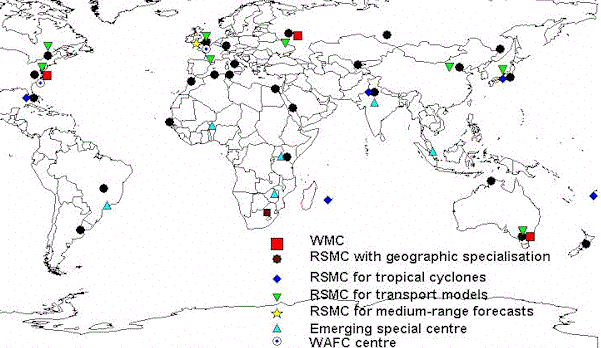 WMC
RSMC with geographic specialisation
RSMC for tropical cyclones
RSMC for transport models
RSMC for medium-range forecasts
Emerging special centre
WAFC centre